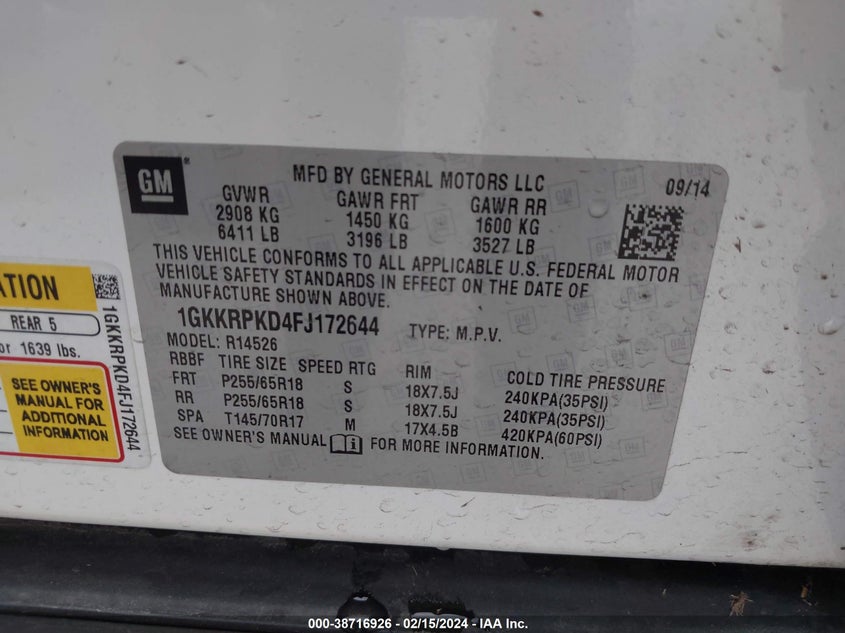 GM
MFD BY GENERAL MOTORS LLC
09/14
GVWR GAWR FRT GAWR RR
2908 KG 1450 KG 1600 KG
6411 LB 3196 LB 3527 LB
THIS VEHICLE CONFORMS TO ALL APPLICABLE U.S. FEDERAL MOTOR
VEHICLE SAFETY STANDARDS IN EFFECT ON THE DATE OF
MANUFACTURE SHOWN ABOVE.
1GKKRPKD4FJ172644 TYPE: M.P.V.
MODEL: R14526
RBBF TIRE SIZE SPEED RTG RIM COLD TIRE PRESSURE
FRT P255/65R18 S 18X7.5J 240KPA(35PSI)
RR P255/65R18 S 18X7.5J 240KPA(35PSI)
SPA T145/70R17 M 17X4.5B 420KPA(60PSI)
SEE OWNER'S MANUAL FOR MORE INFORMATION.
ATION
REAR 5
or 1639 lbs.
SEE OWNER'S
MANUAL FOR
ADDITIONAL
INFORMATION
1GKKRPKD4FJ172644
000-38716926 - 02/15/2024 - IAA Inc.